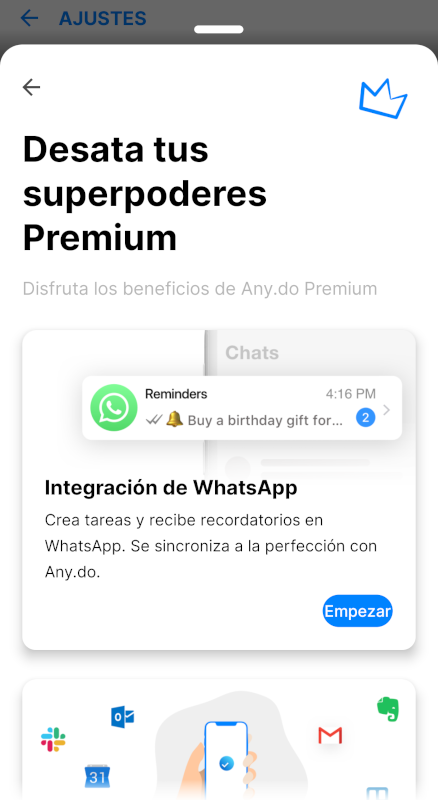 AJUSTES
Desata tus
superpoderes
Premium
Disfruta los beneficios de Any.do Premium
Chats
Reminders
4:16 PM
Buy a birthday gift for...
2
Integración de WhatsApp
Crea tareas y recibe recordatorios en
WhatsApp. Se sincroniza a la perfección con
Any.do.
Empezar
31